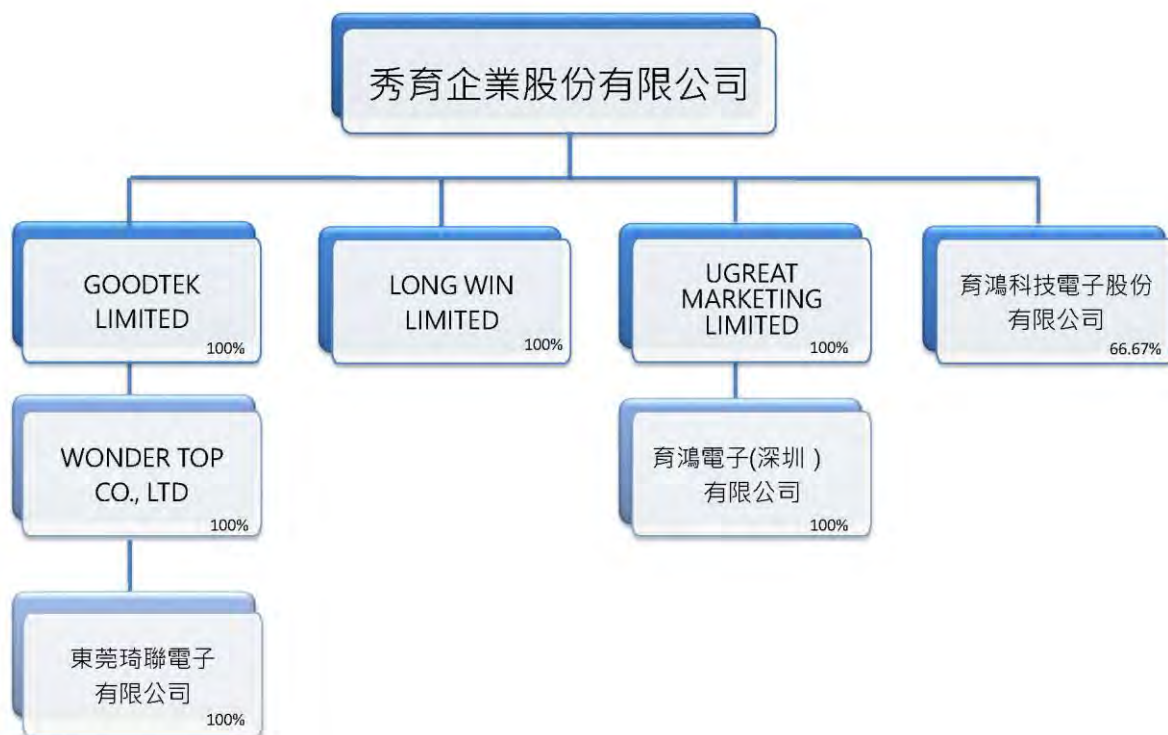 秀育企業股份有限公司
GOODTEK
LIMITED
100%
LONG WIN
LIMITED
100%
UGREAT
MARKETING
LIMITED
100%
育鴻科技電子股份
有限公司
66.67%
WONDER TOP
CO., LTD
100%
育鴻電子(深圳 )
有限公司
100%
東莞琦聯電子
有限公司
100%